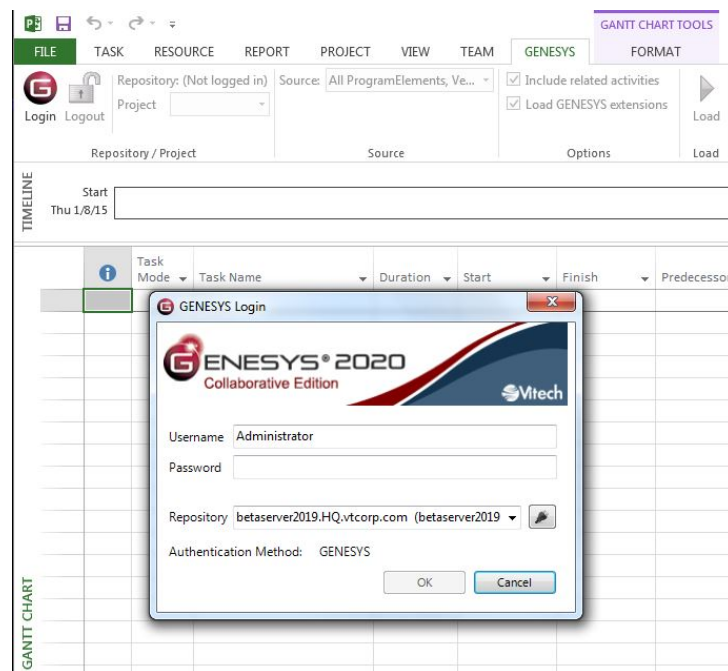 GANTT CHART TOOLS
FILE TASK RESOURCE REPORT PROJECT VIEW TEAM GENESYS FORMAT
Login Logout
Repository: (Not logged in)
Project
Repository / Project
Source: All ProgramElements, Ve...
Source
Include related activities
Load GENESYS extensions
Options
Load
Load
TIMELINE
Start
Thu 1/8/15
Task
Mode Task Name Duration Start Finish Predecesso
GENESYS Login
GENESYS® 2020
Collaborative Edition
Vitech
Username Administrator
Password
Repository betaserver2019.HQ.vtcorp.com (betaserver2019
Authentication Method: GENESYS
OK Cancel
GANTT CHART